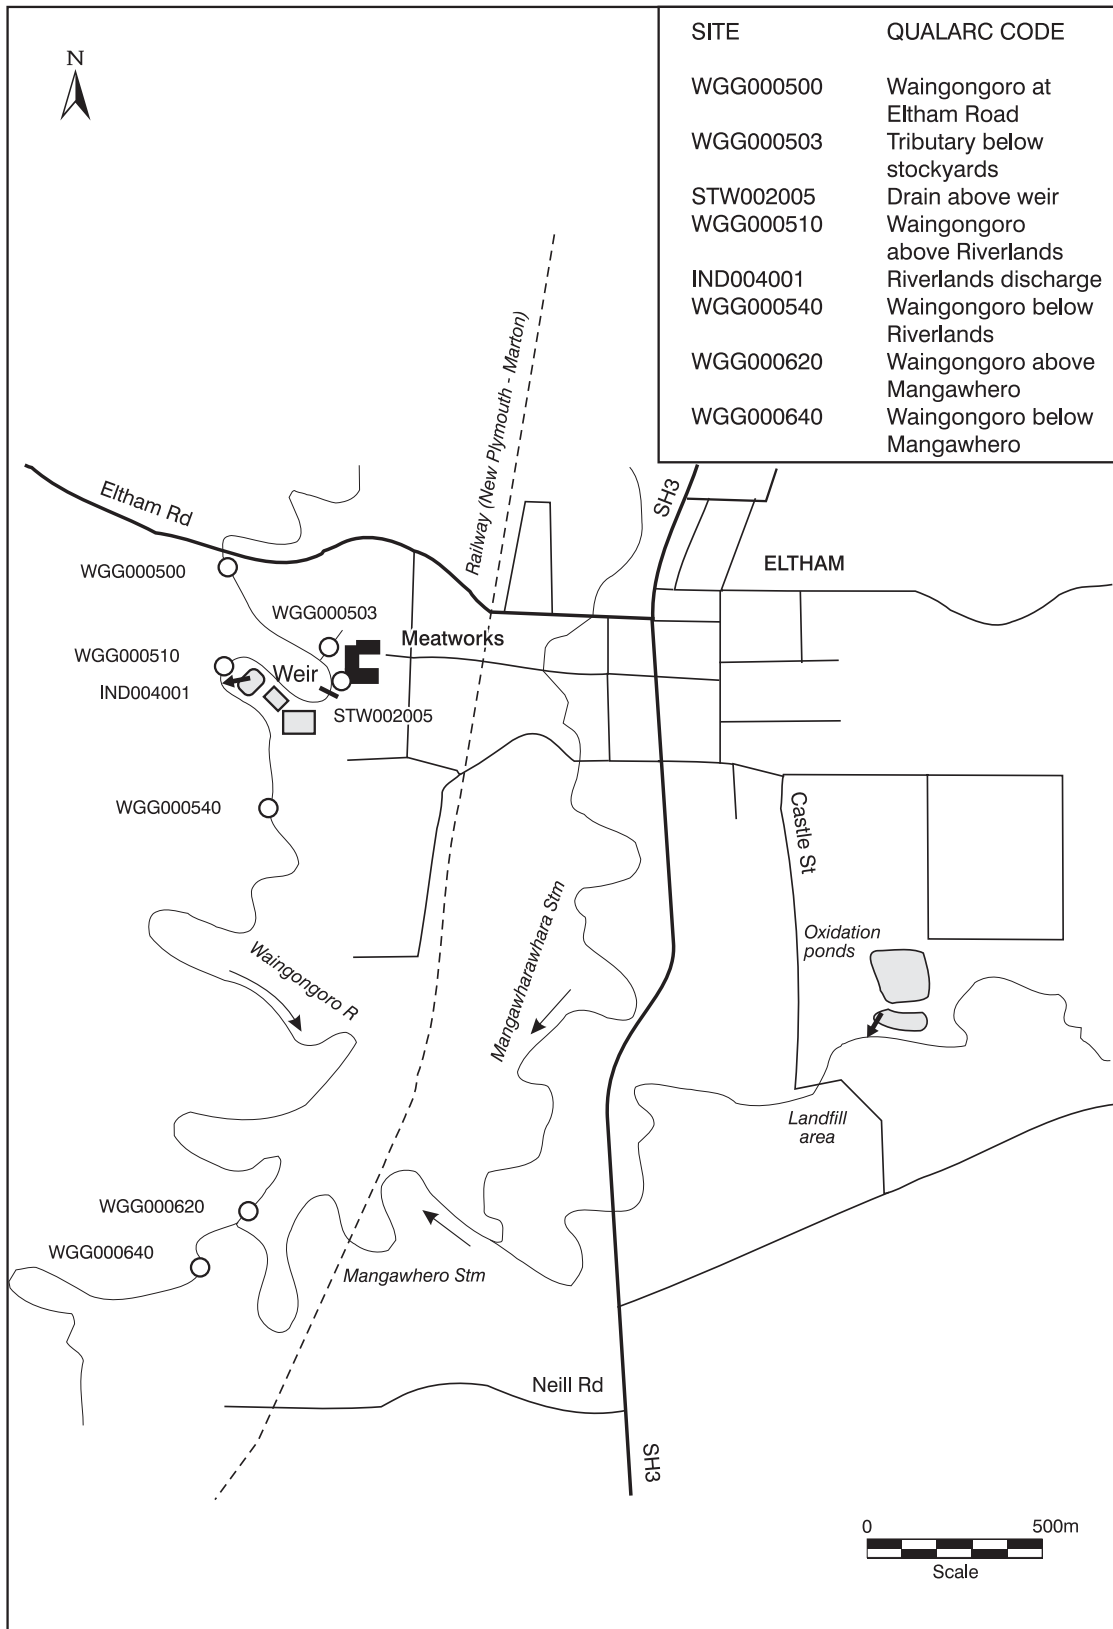 N
SITE QUALARC CODE
WGG000500 Waingongoro at
Eltham Road
WGG000503 Tributary below
stockyards
STW002005 Drain above weir
WGG000510 Waingongoro
above Riverlands
IND004001 Riverlands discharge
WGG000540 Waingongoro below
Riverlands
WGG000620 Waingongoro above
Mangawhero
WGG000640 Waingongoro below
Mangawhero
Railway (New Plymouth - Marton)
SH3
Eltham Rd
ELTHAM
WGG000500
WGG000503
Meatworks
WGG000510
Weir
IND004001
STW002005
WGG000540
Castle St
Mangawharawhara Stm
Oxidation
ponds
Waingongoro R
Landfill
area
WGG000620
WGG000640
Mangawhero Stm
Neill Rd
SH3
0 500m
Scale